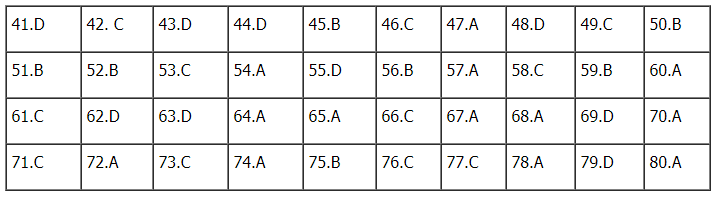 41.D 42. C 43.D 44.D 45.B 46.C 47.A 48.D 49.C 50.B
51.B 52.B 53.C 54.A 55.D 56.B 57.A 58.C 59.B 60.A
61.C 62.D 63.D 64.A 65.A 66.C 67.A 68.A 69.D 70.A
71.C 72.A 73.C 74.A 75.B 76.C 77.C 78.A 79.D 80.A